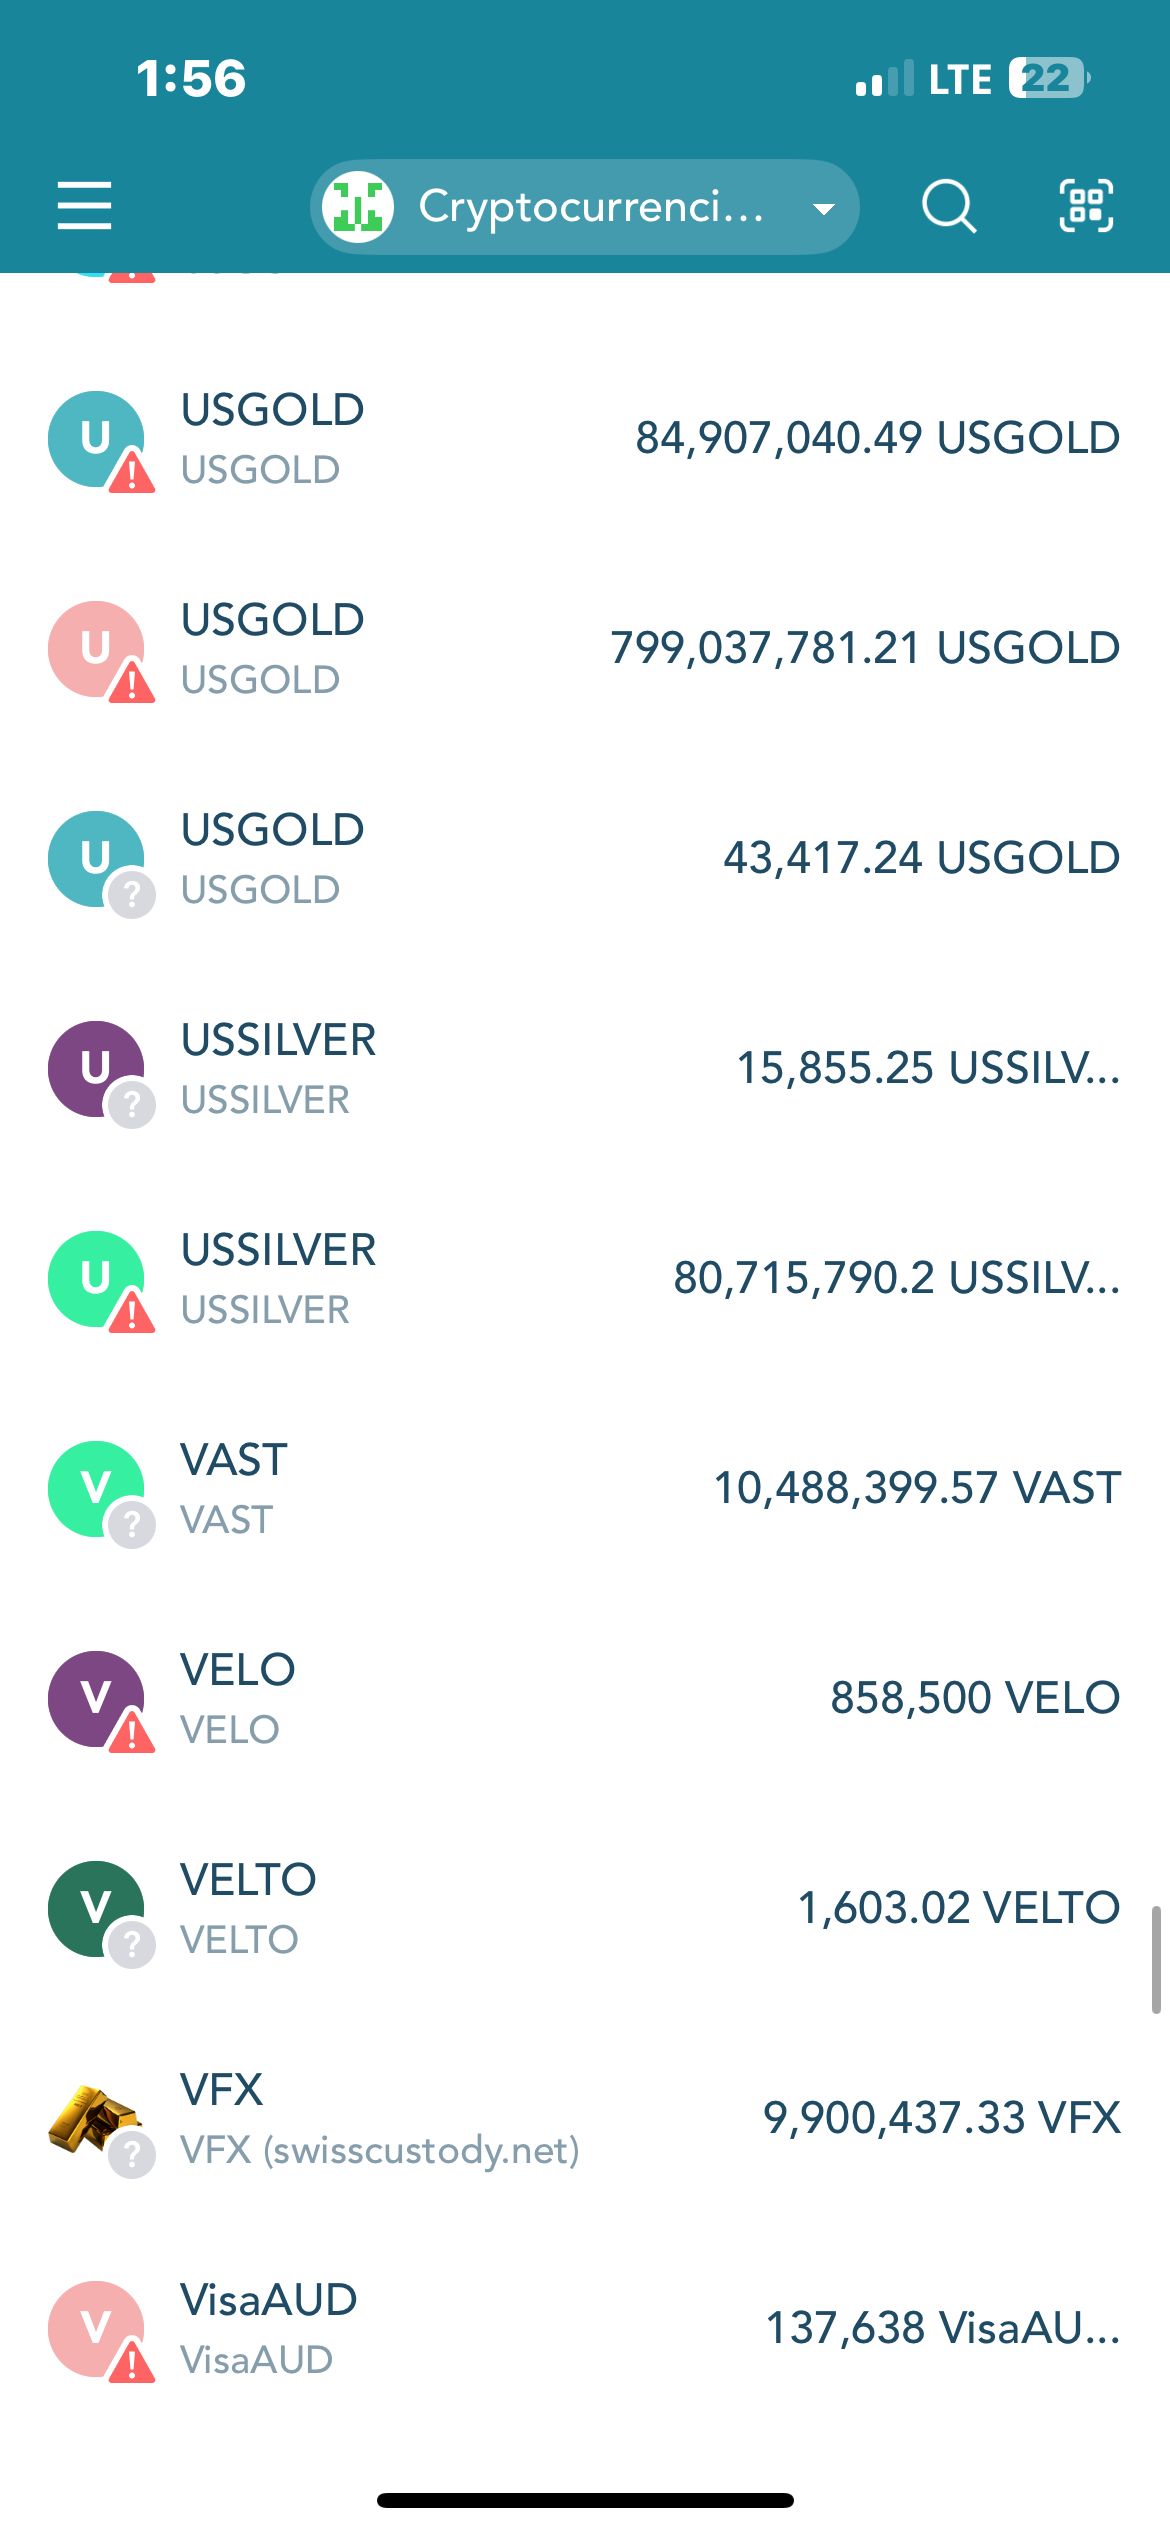 1:56
LTE 22
Cryptocurrenci...
USGOLD
84,907,040.49 USGOLD
USGOLD
USGOLD
799,037,781.21 USGOLD
USGOLD
USGOLD
43,417.24 USGOLD
USGOLD
USSILVER
15,855.25 USSILV...
USSILVER
USSILVER
80,715,790.2 USSILV...
USSILVER
VAST
10,488,399.57 VAST
VAST
VELO
858,500 VELO
VELO
VELTO
1,603.02 VELTO
VELTO
VFX
9,900,437.33 VFX
VFX (swisscustody.net)
VisaAUD
137,638 VisaAU...
VisaAUD